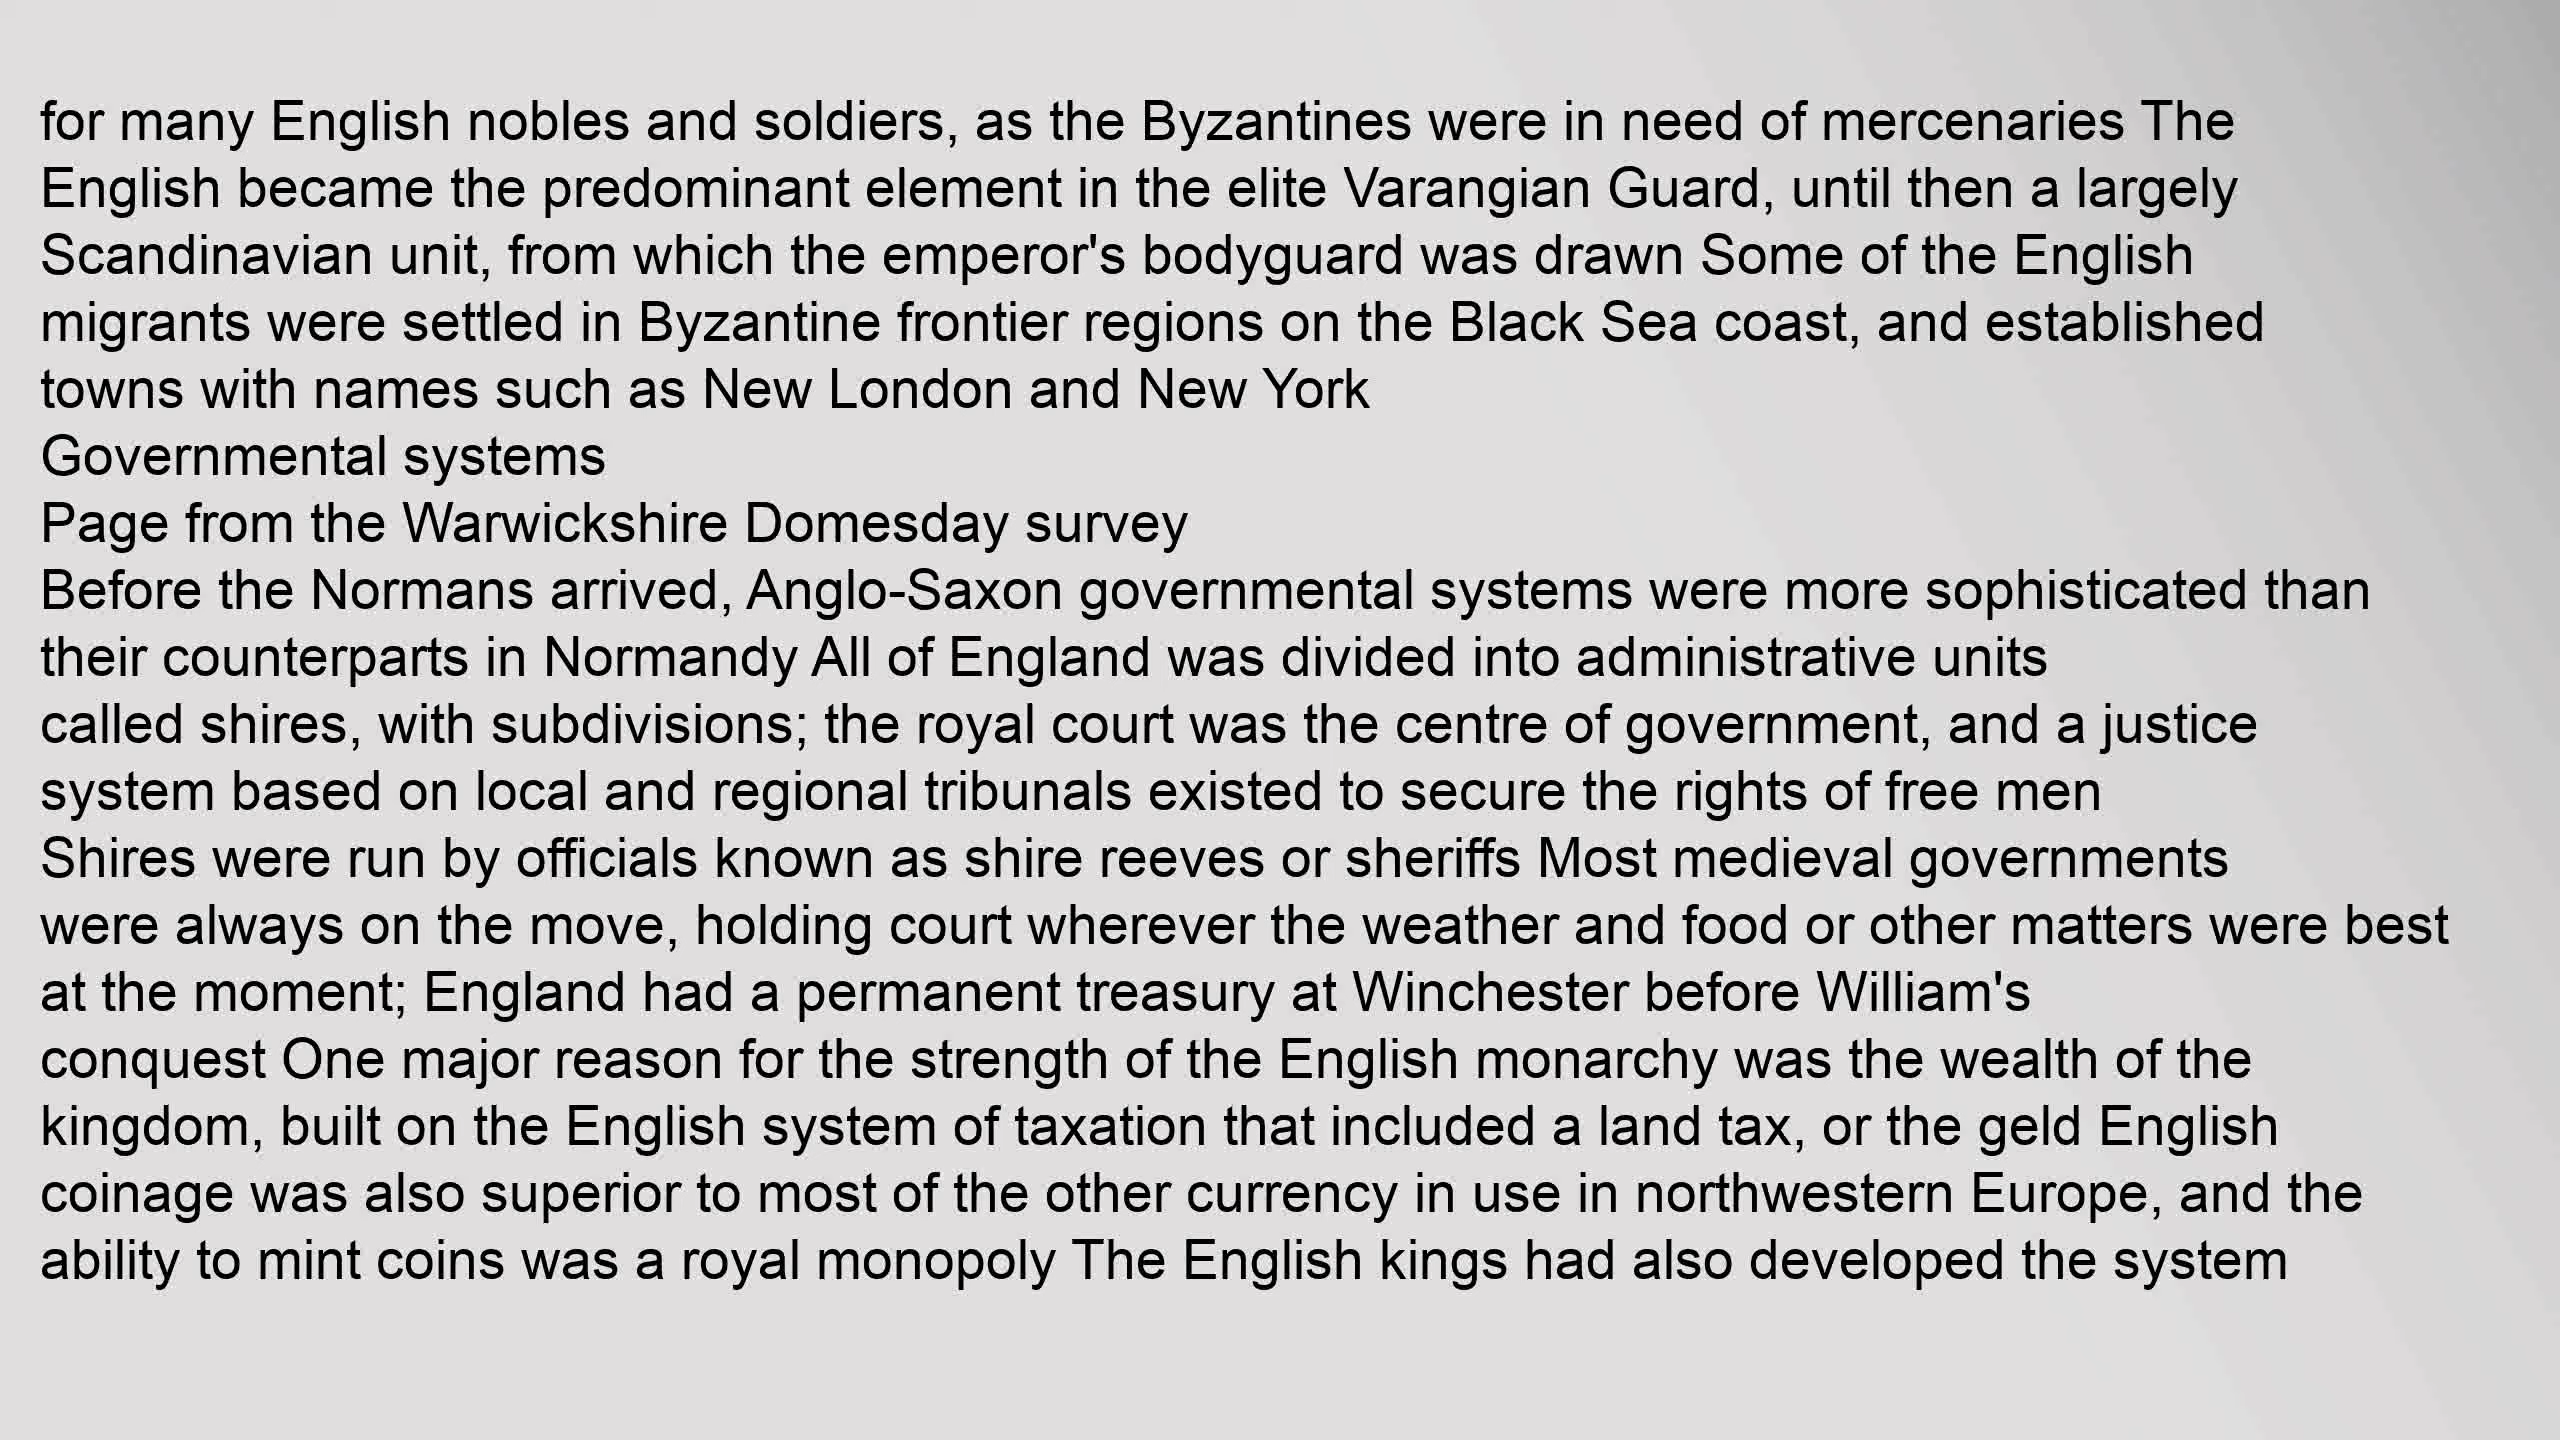 for many English nobles and soldiers, as the Byzantines were in need of mercenaries The
English became the predominant element in the elite Varangian Guard, until then a largely
Scandinavian unit, from which the emperor's bodyguard was drawn Some of the English
migrants were settled in Byzantine frontier regions on the Black Sea coast, and established
towns with names such as New London and New York
Governmental systems
Page from the Warwickshire Domesday survey
Before the Normans arrived, Anglo-Saxon governmental systems were more sophisticated than
their counterparts in Normandy All of England was divided into administrative units
called shires, with subdivisions; the royal court was the centre of government, and a justice
system based on local and regional tribunals existed to secure the rights of free men
Shires were run by officials known as shire reeves or sheriffs Most medieval governments
were always on the move, holding court wherever the weather and food or other matters were best
at the moment; England had a permanent treasury at Winchester before William's
conquest One major reason for the strength of the English monarchy was the wealth of the
kingdom, built on the English system of taxation that included a land tax, or the geld English
coinage was also superior to most of the other currency in use in northwestern Europe, and the
ability to mint coins was a royal monopoly The English kings had also developed the system